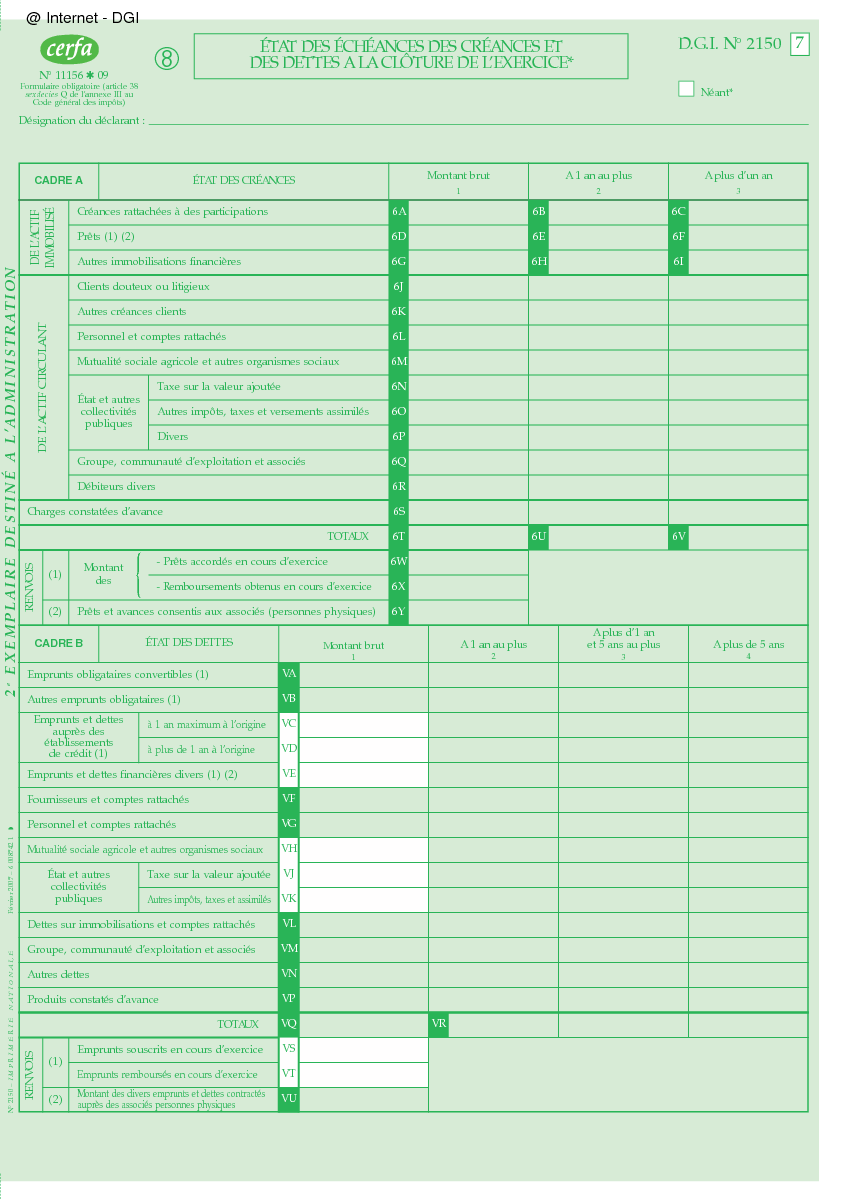 @ Internet - DGI
cerfa
N° 11156 ✱ 09
Formulaire obligatoire (article 38
sexdecies Q de l'annexe III au
Code général des impôts)
8
ÉTAT DES ÉCHÉANCES DES CRÉANCES ET
DES DETTES A LA CLÔTURE DE L'EXERCICE*
D.G.I. N° 2150 7
Néant*
Désignation du déclarant :
CADRE A ÉTAT DES CRÉANCES Montant brut A 1 an au plus A plus d'un an
1 2 3
DE L'ACTIF
IMMOBILISÉ
Créances rattachées à des participations 6A 6B 6C
Prêts (1) (2) 6D 6E 6F
Autres immobilisations financières 6G 6H 6I
DE L'ACTIF CIRCULANT
Clients douteux ou litigieux 6J
Autres créances clients 6K
Personnel et comptes rattachés 6L
Mutualité sociale agricole et autres organismes sociaux 6M
État et autres
collectivités
publiques
Taxe sur la valeur ajoutée 6N
Autres impôts, taxes et versements assimilés 6O
Divers 6P
Groupe, communauté d'exploitation et associés 6Q
Débiteurs divers 6R
Charges constatées d'avance 6S
TOTAUX 6T 6U 6V
RENVOIS
(1) Montant
des
- Prêts accordés en cours d'exercice 6W
- Remboursements obtenus en cours d'exercice 6X
(2) Prêts et avances consentis aux associés (personnes physiques) 6Y
CADRE B ÉTAT DES DETTES Montant brut A 1 an au plus A plus d'1 an
et 5 ans au plus A plus de 5 ans
1 2 3 4
Emprunts obligataires convertibles (1) VA
Autres emprunts obligataires (1) VB
Emprunts et dettes
auprès des
établissements
de crédit (1)
à 1 an maximum à l'origine VC
à plus de 1 an à l'origine VD
Emprunts et dettes financières divers (1) (2) VE
Fournisseurs et comptes rattachés VF
Personnel et comptes rattachés VG
Mutualité sociale agricole et autres organismes sociaux VH
État et autres
collectivités
publiques
Taxe sur la valeur ajoutée VJ
Autres impôts, taxes et assimilés VK
Dettes sur immobilisations et comptes rattachés VL
Groupe, communauté d'exploitation et associés VM
Autres dettes VN
Produits constatés d'avance VP
TOTAUX VQ VR
RENVOIS
(1) Emprunts souscrits en cours d'exercice VS
Emprunts remboursés en cours d'exercice VT
(2) Montant des divers emprunts et dettes contractés
auprès des associés personnes physiques VU
2e EXEMPLAIRE DESTINÉ A L'ADMINISTRATION
N° 2150 – IMPRIMERIE NATIONALE